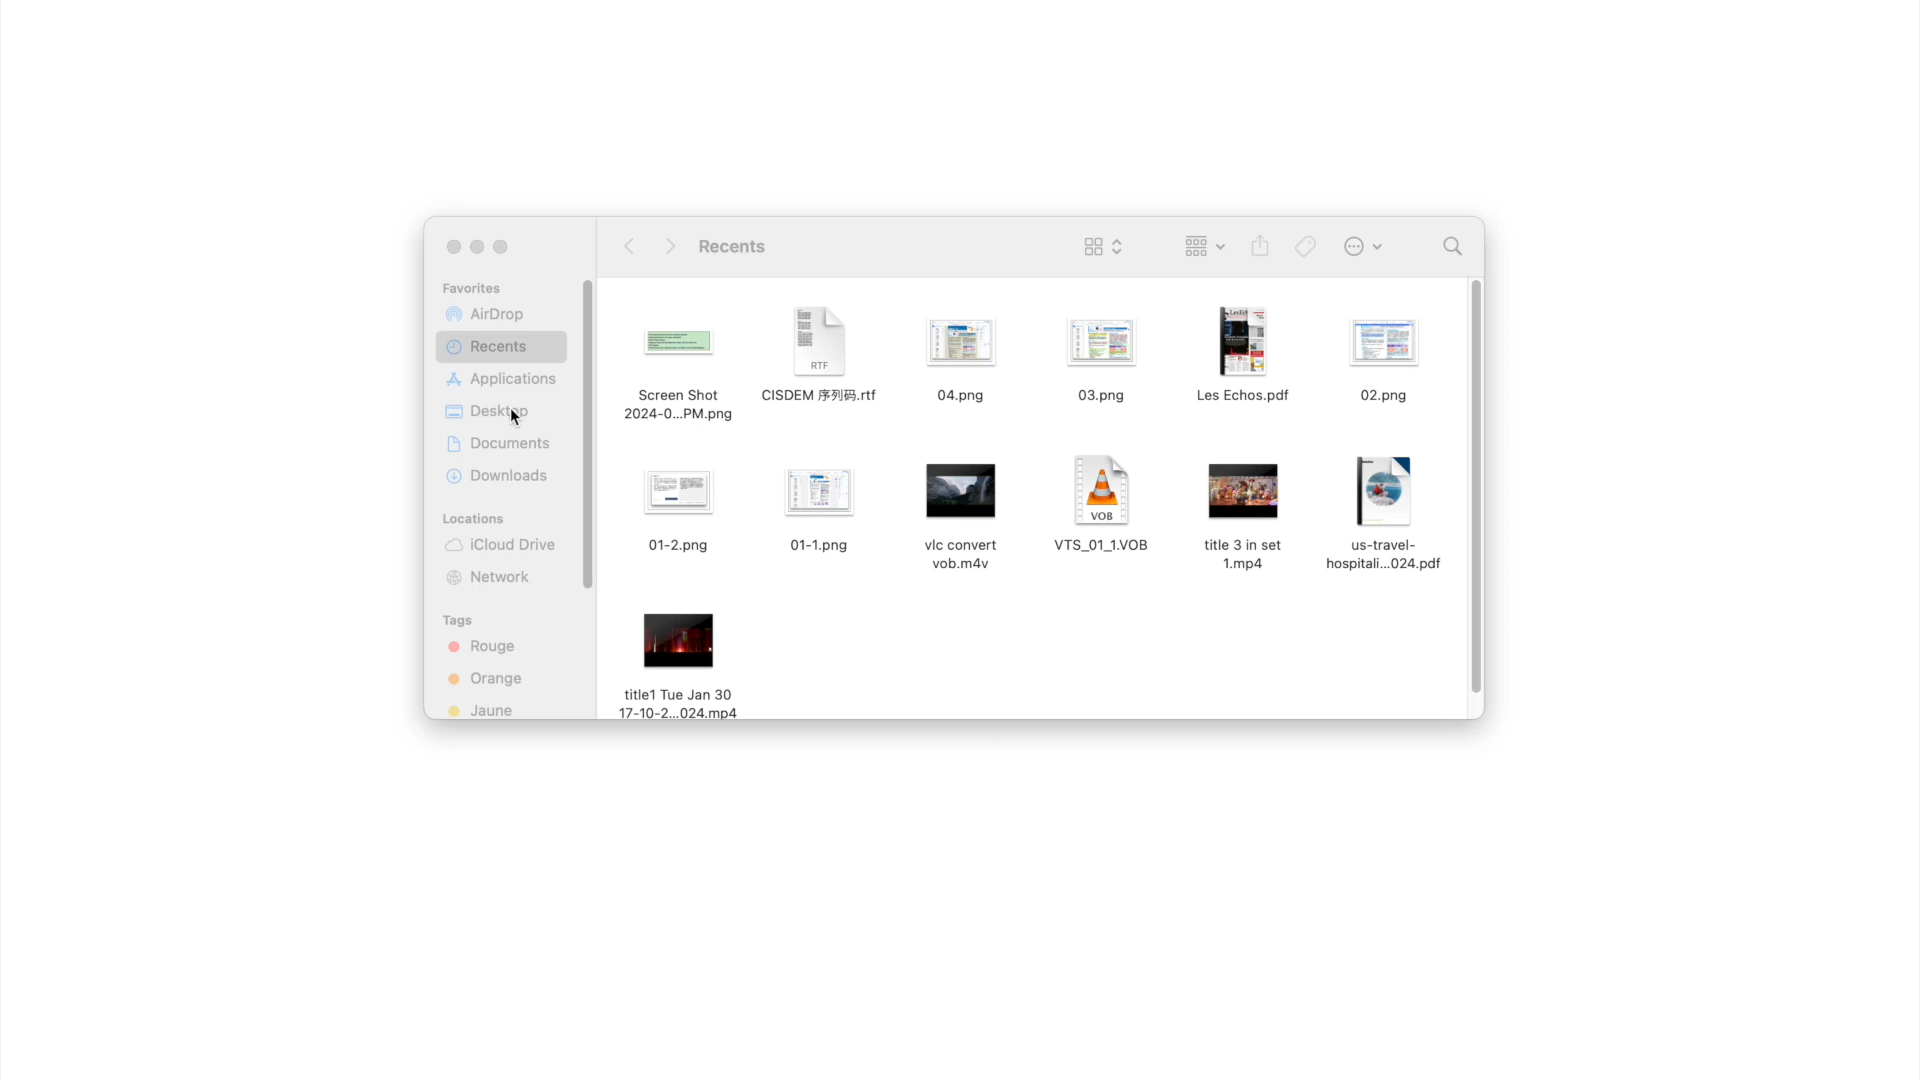 Recents
Favorites
AirDrop
Recents
Applications
Desktop
Documents
Downloads
Locations
iCloud Drive
Network
Tags
Rouge
Orange
Jaune
Screen Shot
2024-0...PM.png
RTF
CISDEM 序列码.rtf
04.png
03.png
Les Echos.pdf
02.png
01-2.png
01-1.png
vlc convert
vob.m4v
VOB
VTS_01_1.VOB
title 3 in set
1.mp4
us-travel-
hospitali...024.pdf
title1 Tue Jan 30
17-10-2...024.mp4